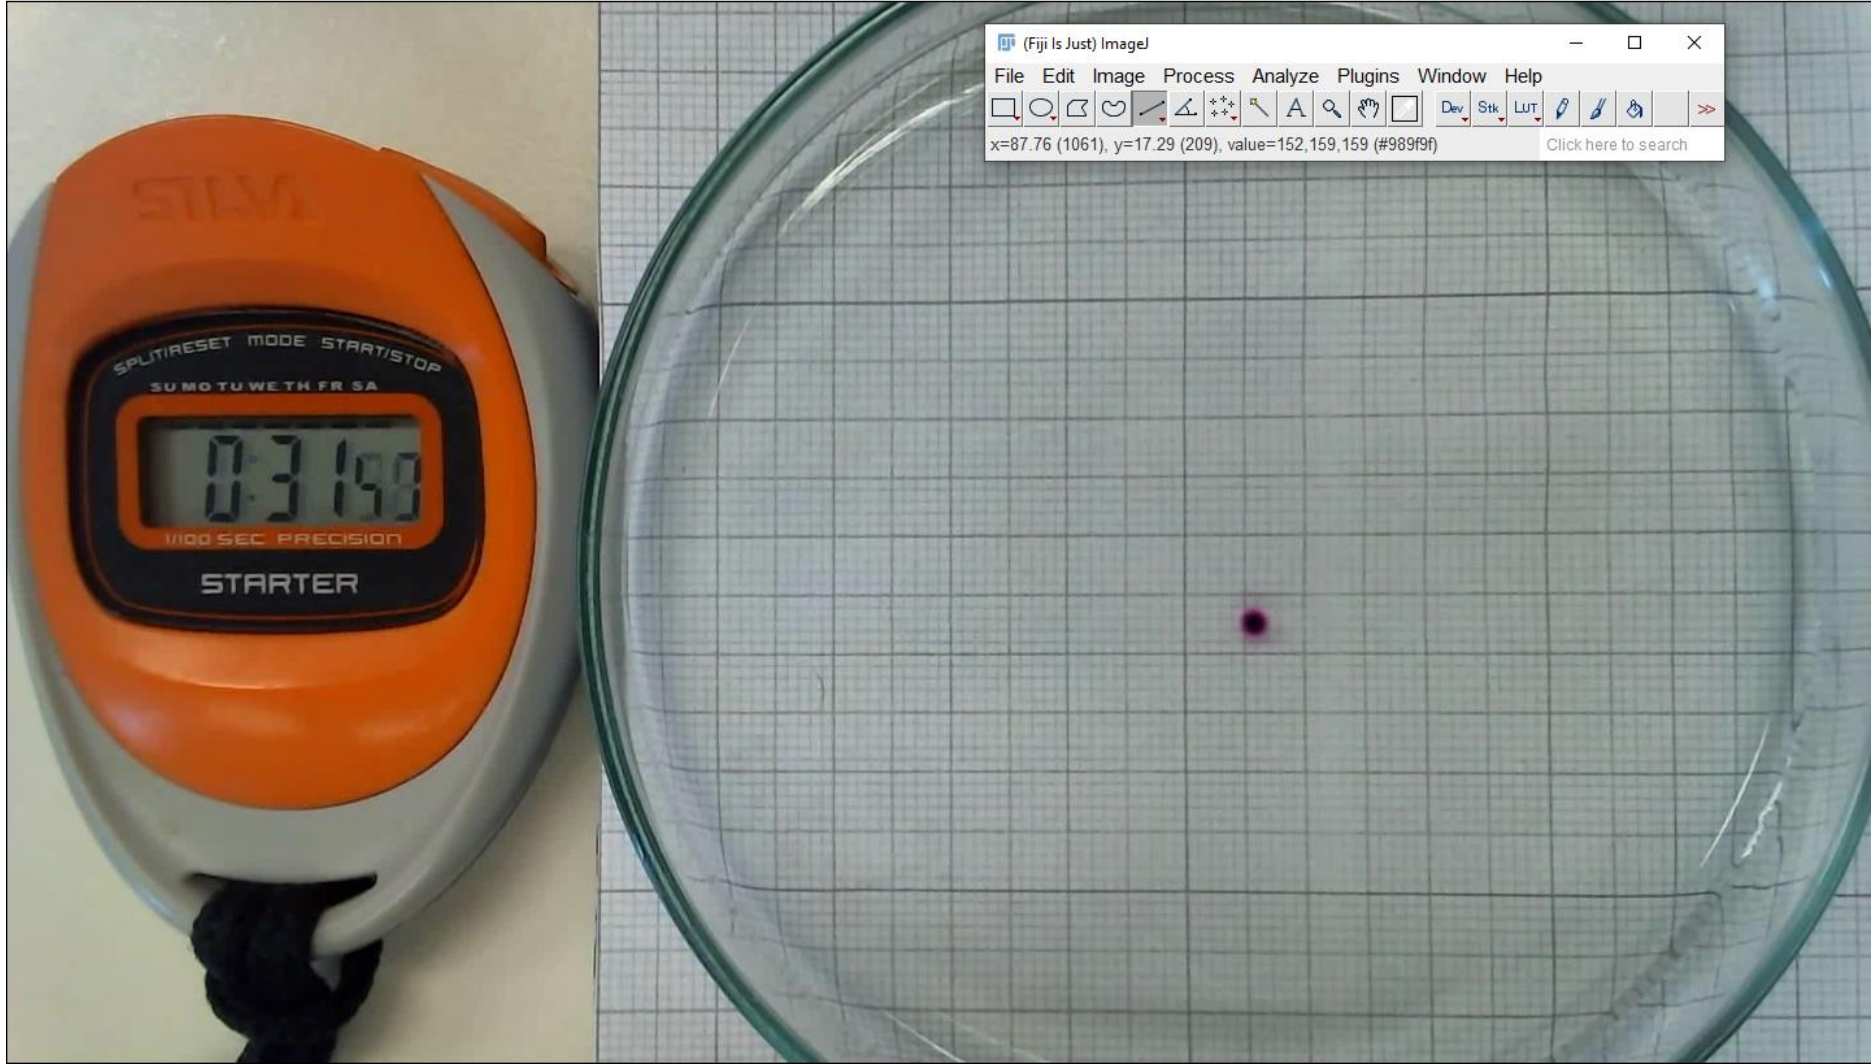 SILVA
SPLIT/RESET MODE START/STOP
SU MO TU WE TH FR SA
0:31
1/100 SEC PRECISION
STARTER
(Fiji Is Just) ImageJ
File Edit Image Process Analyze Plugins Window Help
Dev Stk LUT >>
x=87.76 (1061), y=17.29 (209), value=152,159,159 (#989f9f)
Click here to search